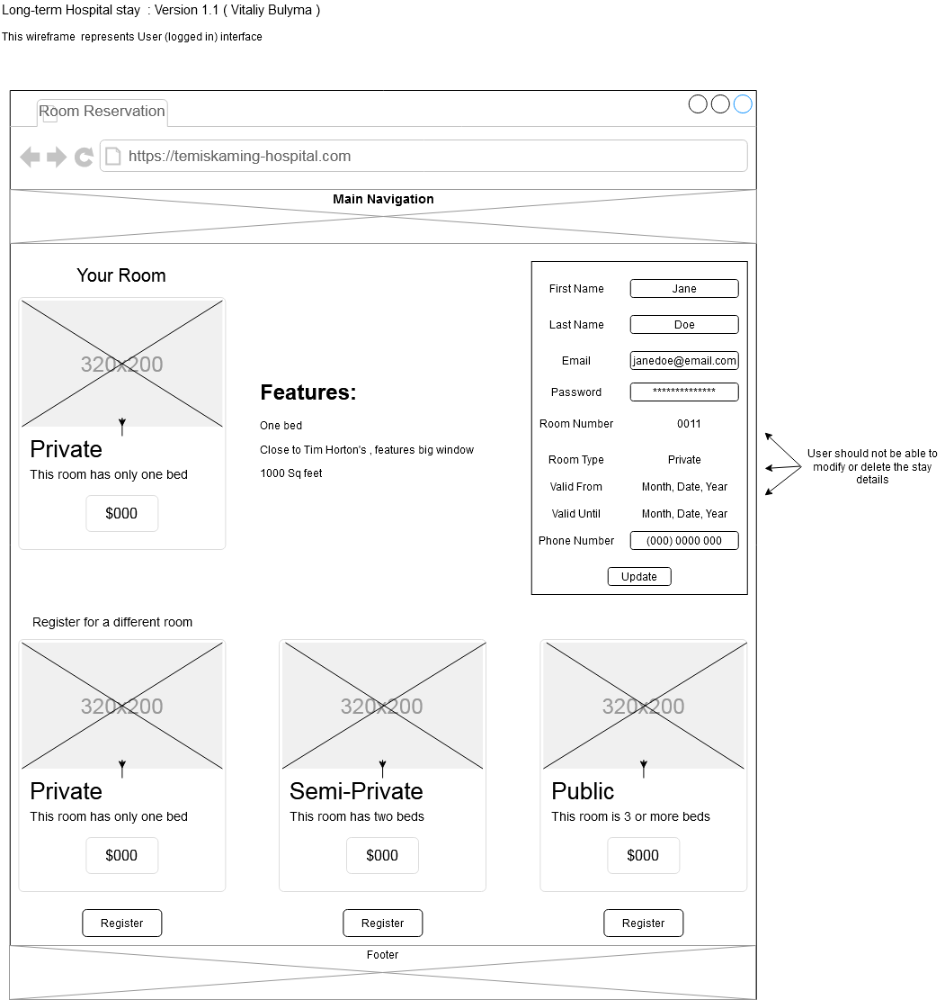 Long-term Hospital stay : Version 1.1 ( Vitaliy Bulyma )
This wireframe represents User (logged in) interface
Room Reservation
https://temiskaming-hospital.com
Main Navigation
Your Room
320x200
Private
This room has only one bed
$000
Features:
One bed
Close to Tim Horton's , features big window
1000 Sq feet
First Name Jane
Last Name Doe
Email janedoe@email.com
Password **************
Room Number 0011
Room Type Private
Valid From Month, Date, Year
Valid Until Month, Date, Year
Phone Number (000) 0000 000
Update
User should not be able to
modify or delete the stay
details
Register for a different room
320x200
Private
This room has only one bed
$000
Register
320x200
Semi-Private
This room has two beds
$000
Register
320x200
Public
This room is 3 or more beds
$000
Register
Footer